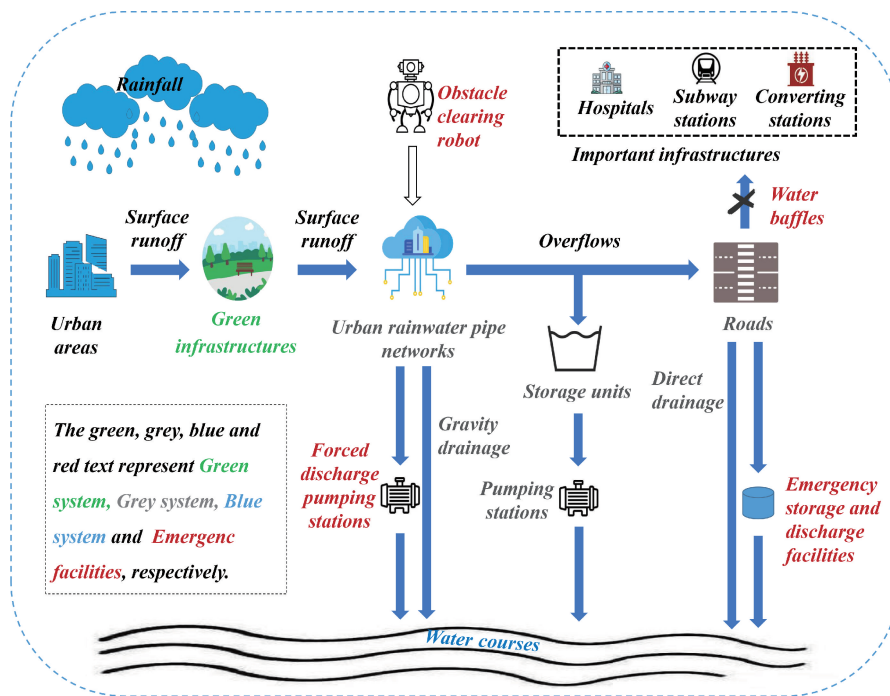 Rainfall
Obstacle
clearing
robot
Hospitals
Subway
stations
Converting
stations
Important infrastructures
Water
baffles
Surface
runoff
Surface
runoff
Overflows
Urban
areas
Green
infrastructures
Urban rainwater pipe
networks
Storage units
Roads
Direct
drainage
Gravity
drainage
Forced
discharge
pumping
stations
Pumping
stations
Emergency
storage and
discharge
facilities
The green, grey, blue and
red text represent Green
system, Grey system, Blue
system and Emergenc
facilities, respectively.
Water courses